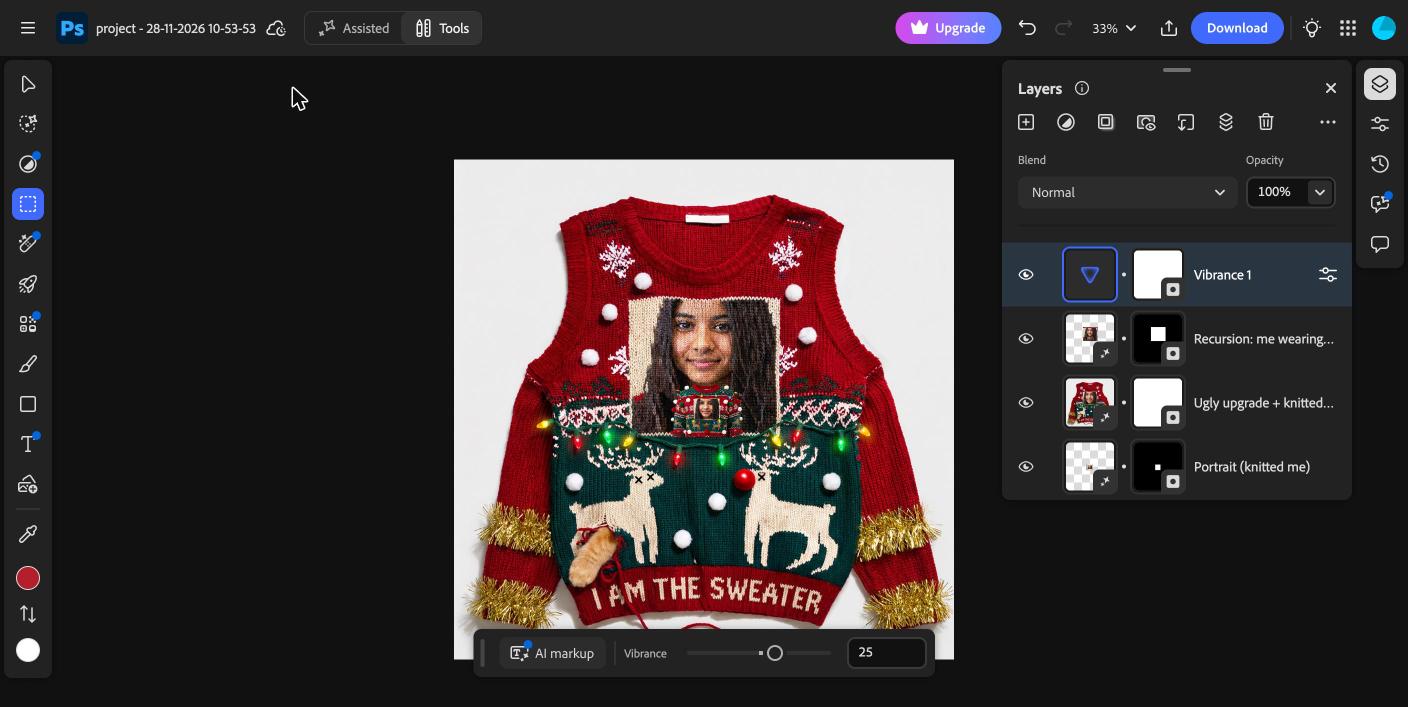 Ps
project - 28-11-2026 10-53-53
Assisted
Tools
Upgrade
33%
Download
Layers
Blend
Opacity
Normal
100%
Vibrance 1
Recursion: me wearing...
Ugly upgrade + knitted...
Portrait (knitted me)
I AM THE SWEATER
AI markup
Vibrance
25